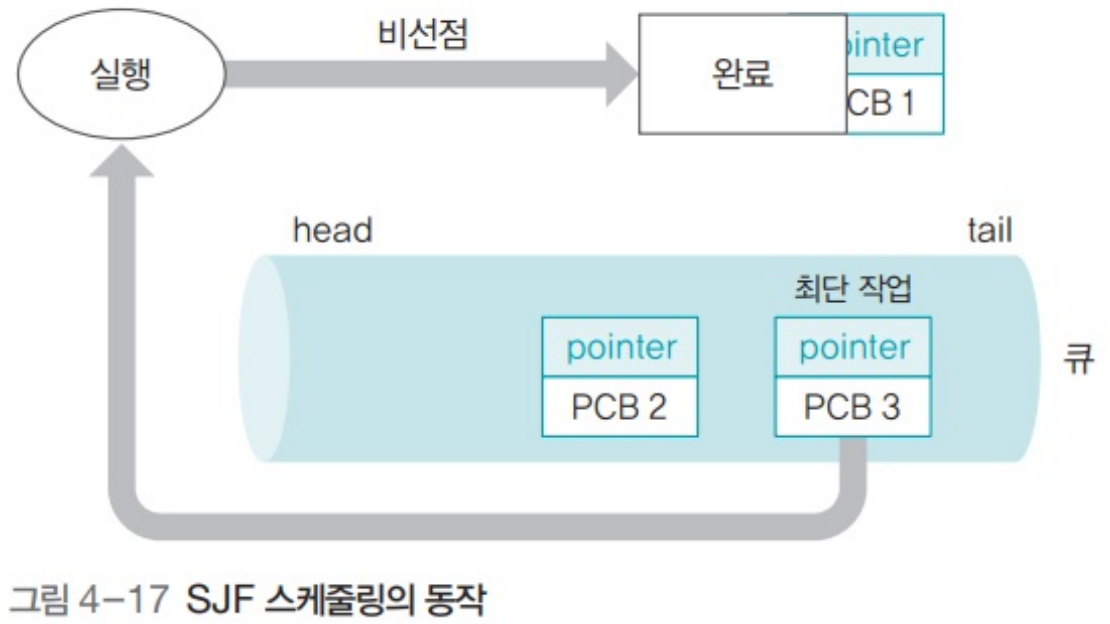 실행
비선점
완료
inter
CB 1
head
tail
최단 작업
pointer
pointer
큐
PCB 2
PCB 3
그림 4-17 SJF 스케줄링의 동작